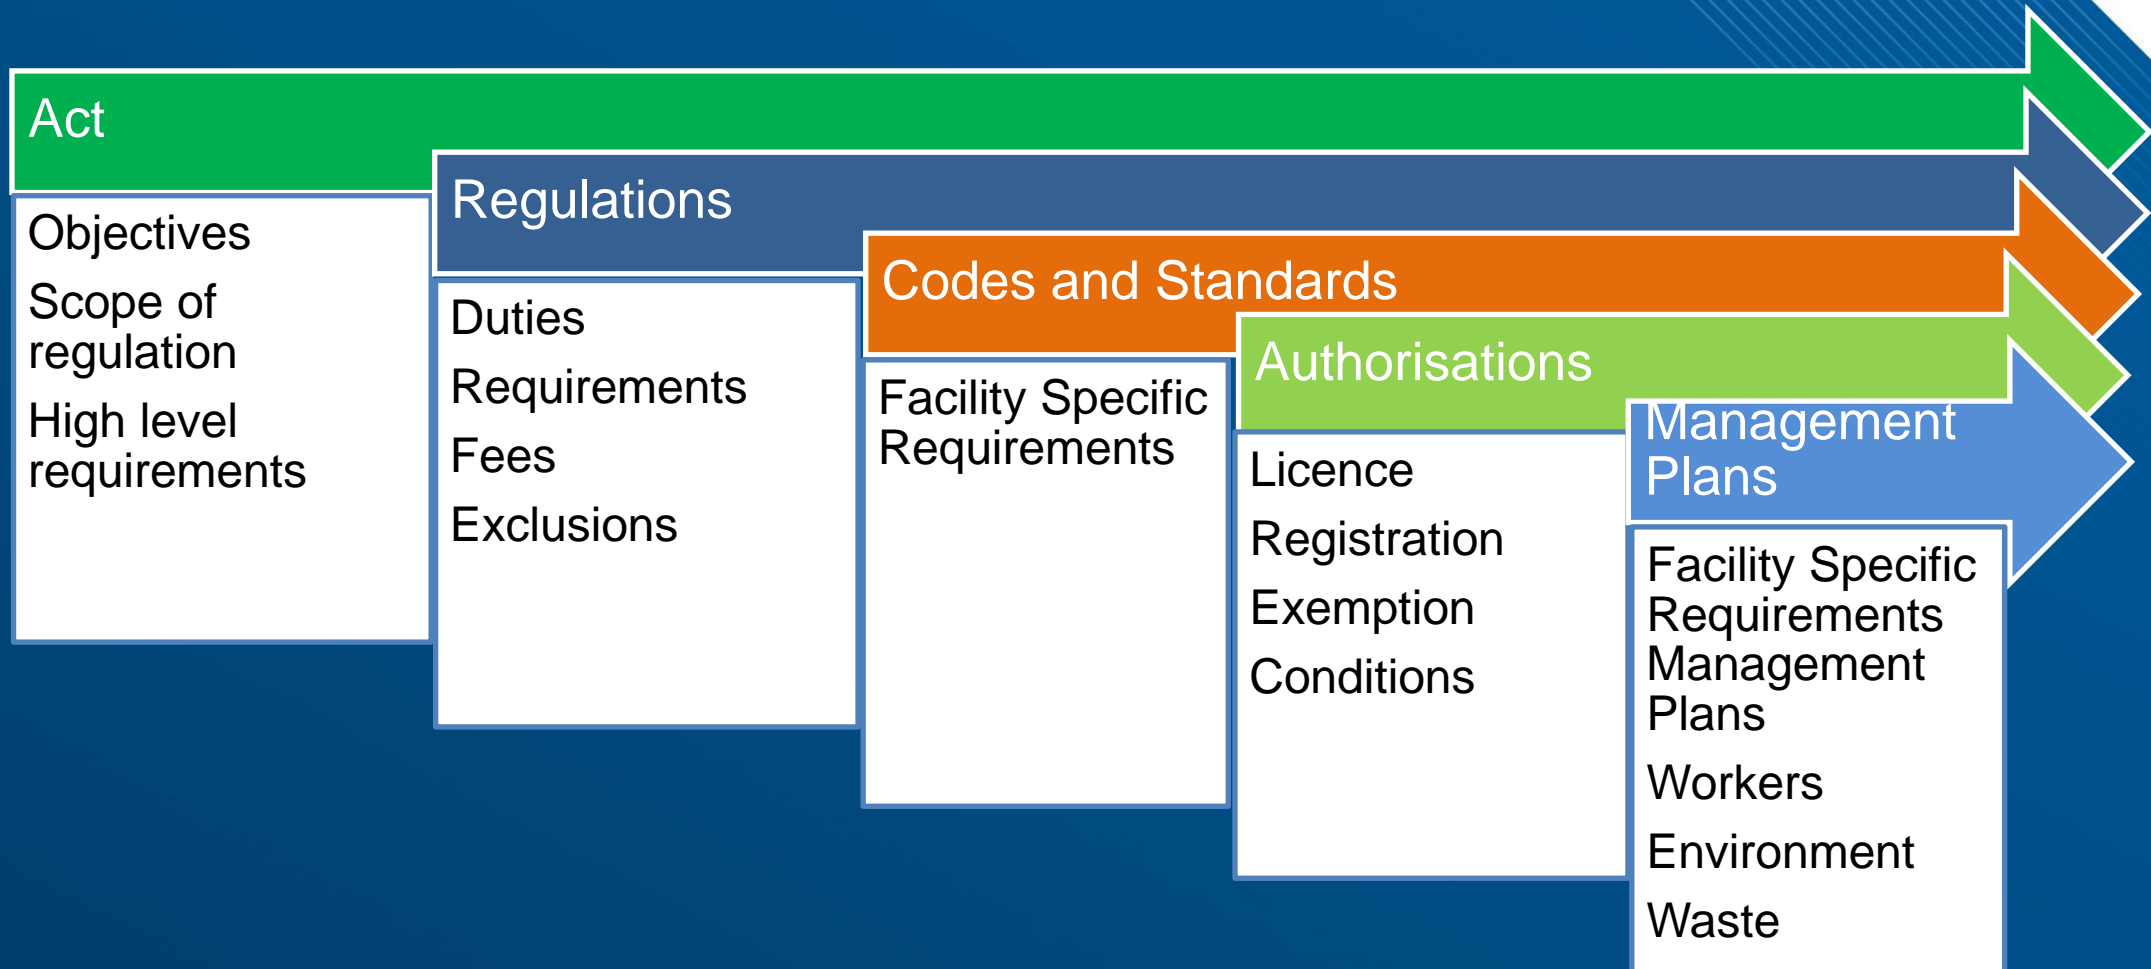 Act
Objectives
Scope of
regulation
High level
requirements
Regulations
Duties
Requirements
Fees
Exclusions
Codes and Standards
Facility Specific
Requirements
Authorisations
Licence
Registration
Exemption
Conditions
Management
Plans
Facility Specific
Requirements
Management
Plans
Workers
Environment
Waste